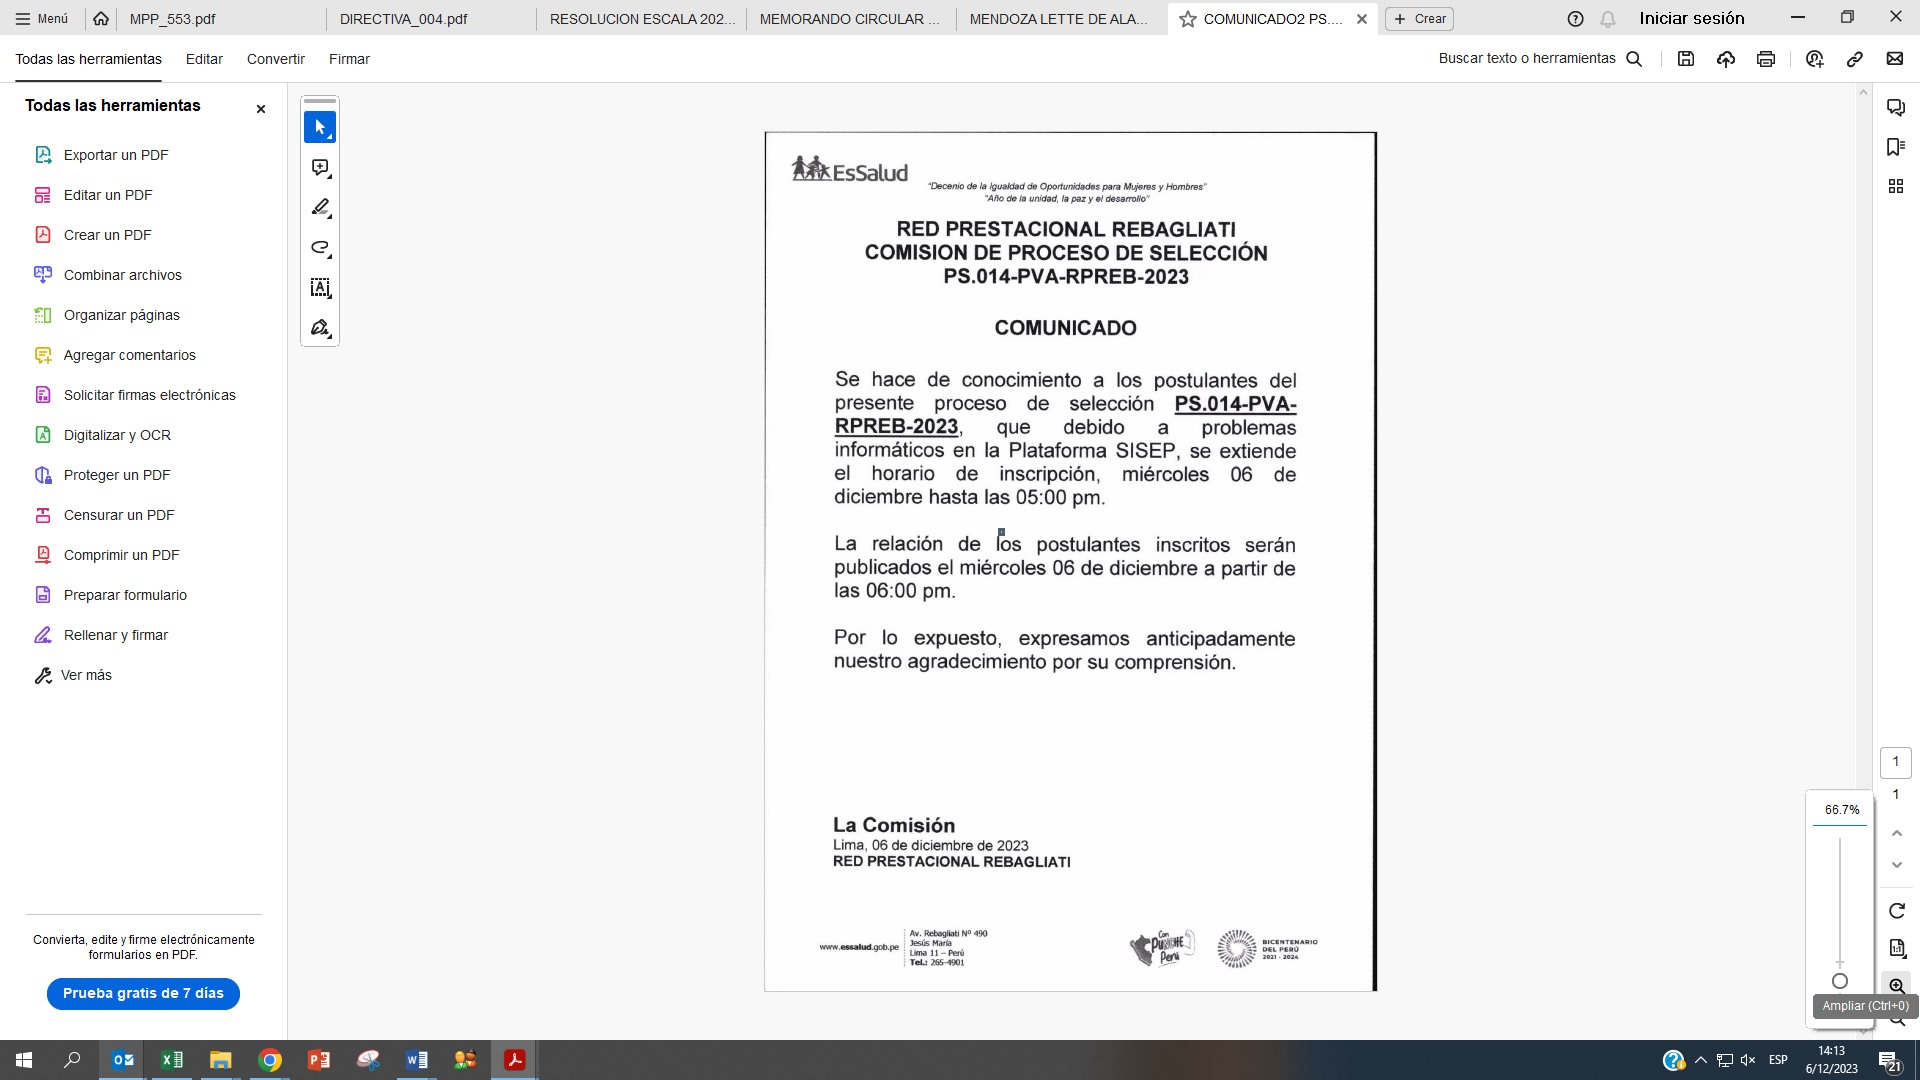 Menú
MPP_553.pdf
DIRECTIVA_004.pdf
RESOLUCION ESCALA 202...
MEMORANDO CIRCULAR ...
MENDOZA LETTE DE ALA...
COMUNICADO2 PS....
Crear
Iniciar sesión
Todas las herramientas
Editar
Convertir
Firmar
Buscar texto o herramientas
Todas las herramientas
Exportar un PDF
Editar un PDF
Crear un PDF
Combinar archivos
Organizar páginas
Agregar comentarios
Solicitar firmas electrónicas
Digitalizar y OCR
Proteger un PDF
Censurar un PDF
Comprimir un PDF
Preparar formulario
Rellenar y firmar
Ver más
Convierta, edite y firme electrónicamente
formularios en PDF.
Prueba gratis de 7 días
EsSalud
"Decenio de la Igualdad de Oportunidades para Mujeres y Hombres"
"Año de la unidad, la paz y el desarrollo"
RED PRESTACIONAL REBAGLIATI
COMISION DE PROCESO DE SELECCIÓN
PS.014-PVA-RPREB-2023
COMUNICADO
Se hace de conocimiento a los postulantes del
presente proceso de selección PS.014-PVA-
RPREB-2023, que debido a problemas
informáticos en la Plataforma SISEP, se extiende
el horario de inscripción, miércoles 06 de
diciembre hasta las 05:00 pm.
La relación de los postulantes inscritos serán
publicados el miércoles 06 de diciembre a partir de
las 06:00 pm.
Por lo expuesto, expresamos anticipadamente
nuestro agradecimiento por su comprensión.
La Comisión
Lima, 06 de diciembre de 2023
RED PRESTACIONAL REBAGLIATI
www.essalud.gob.pe
Av. Rebagliati Nº 490
Jesús María
Lima 11 – Perú
Tel.: 265-4901
Con
PUNCHE
Perú
BICENTENARIO
DEL PERÚ
2021 - 2024
1
1
66.7%
Ampliar (Ctrl+0)
ESP
14:13
6/12/2023
21